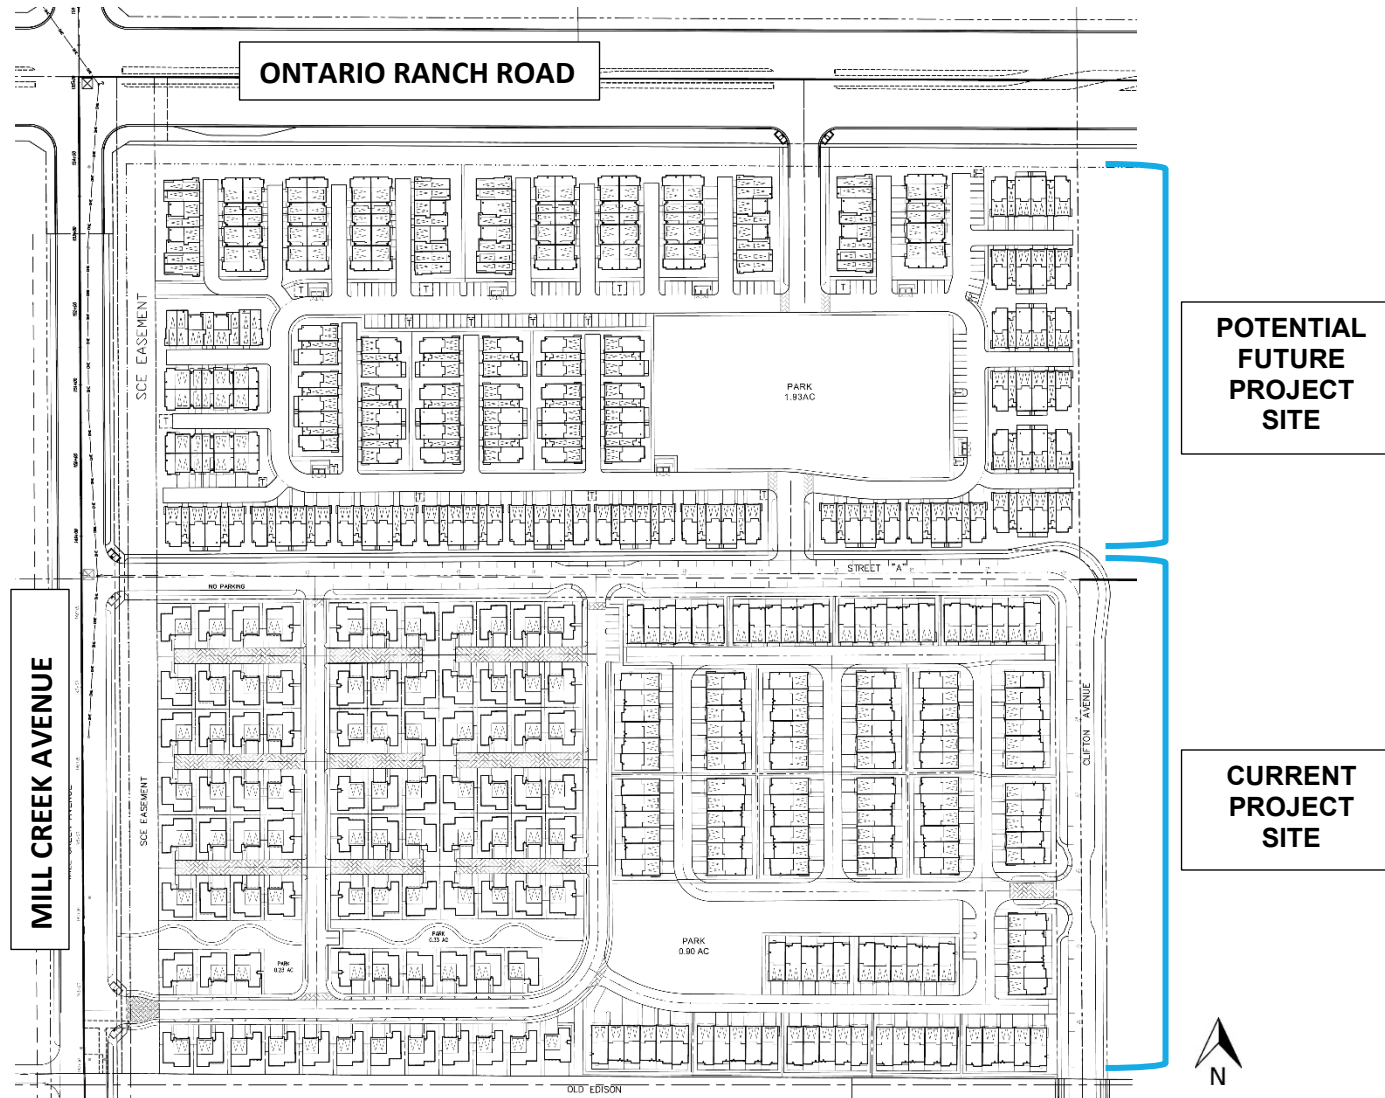 ONTARIO RANCH ROAD
SCE EASEMENT
PARK
1.93AC
POTENTIAL
FUTURE
PROJECT
SITE
STREET "A"
NO PARKING
MILL CREEK AVENUE
SCE EASEMENT
CLIFTON AVENUE
CURRENT
PROJECT
SITE
PARK
0.33 AC
PARK
0.90 AC
PARK
0.23 AC
OLD EDISON
N